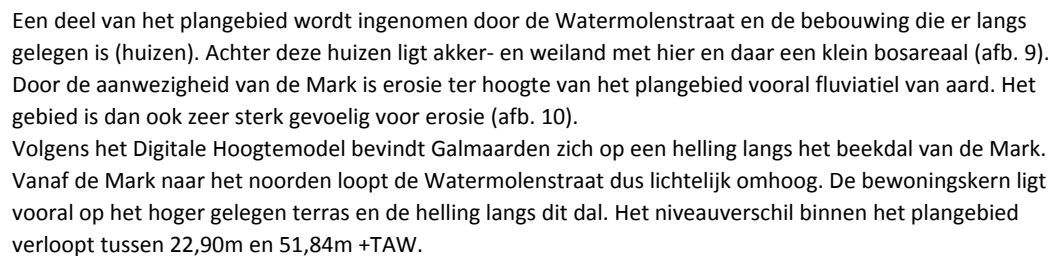 Een deel van het plangebied wordt ingenomen door de Watermolenstraat en de bebouwing die er langs
gelegen is (huizen). Achter deze huizen ligt akker- en weiland met hier en daar een klein bosareaal (afb. 9).
Door de aanwezigheid van de Mark is erosie ter hoogte van het plangebied vooral fluviatiel van aard. Het
gebied is dan ook zeer sterk gevoelig voor erosie (afb. 10).
Volgens het Digitale Hoogtemodel bevindt Galmaarden zich op een helling langs het beekdal van de Mark.
Vanaf de Mark naar het noorden loopt de Watermolenstraat dus lichtelijk omhoog. De bewoningskern ligt
vooral op het hoger gelegen terras en de helling langs dit dal. Het niveauverschil binnen het plangebied
verloopt tussen 22,90m en 51,84m +TAW.